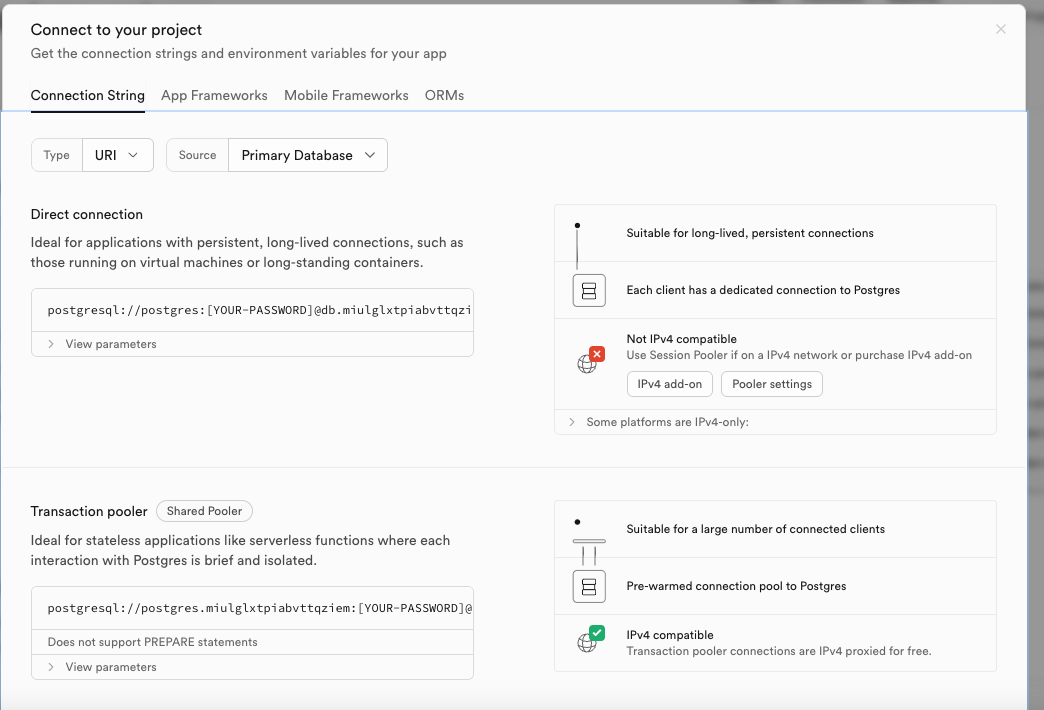 Connect to your project
Get the connection strings and environment variables for your app
Connection String App Frameworks Mobile Frameworks ORMs
Type URI Source Primary Database
Direct connection
Ideal for applications with persistent, long-lived connections, such as
those running on virtual machines or long-standing containers.
postgresql://postgres:[YOUR-PASSWORD]@db.miulglxtpiabvttqzi
View parameters
Suitable for long-lived, persistent connections
Each client has a dedicated connection to Postgres
Not IPv4 compatible
Use Session Pooler if on a IPv4 network or purchase IPv4 add-on
IPv4 add-on Pooler settings
Some platforms are IPv4-only:
Transaction pooler Shared Pooler
Ideal for stateless applications like serverless functions where each
interaction with Postgres is brief and isolated.
postgresql://postgres.miulglxtpiabvttqziem:[YOUR-PASSWORD]@
Does not support PREPARE statements
View parameters
Suitable for a large number of connected clients
Pre-warmed connection pool to Postgres
IPv4 compatible
Transaction pooler connections are IPv4 proxied for free.